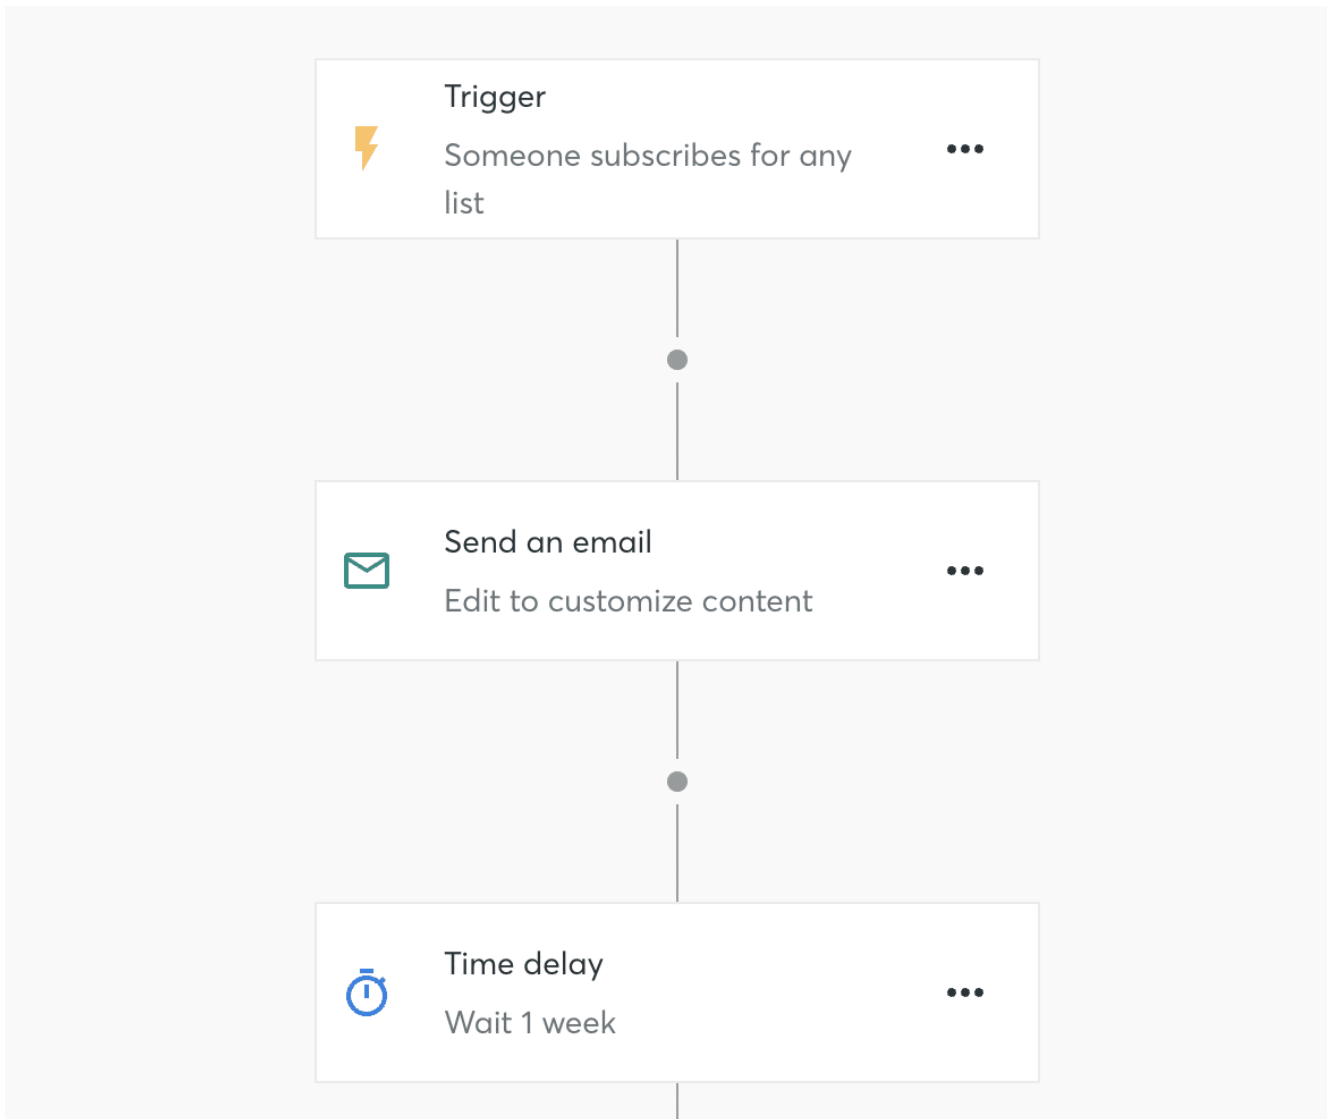 Trigger
Someone subscribes for any
list
Send an email
Edit to customize content
Time delay
Wait 1 week